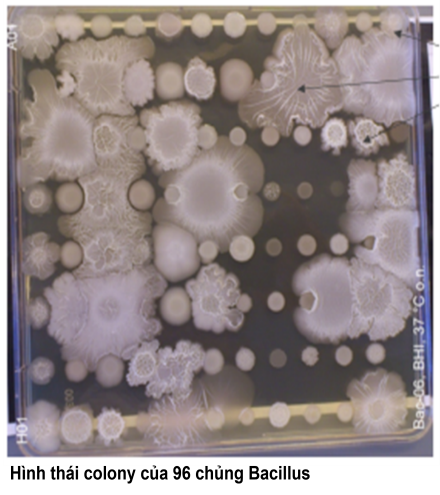 A01
H01
Bac-06, BHI, 37 °C o.n.
Hình thái colony của 96 chủng Bacillus